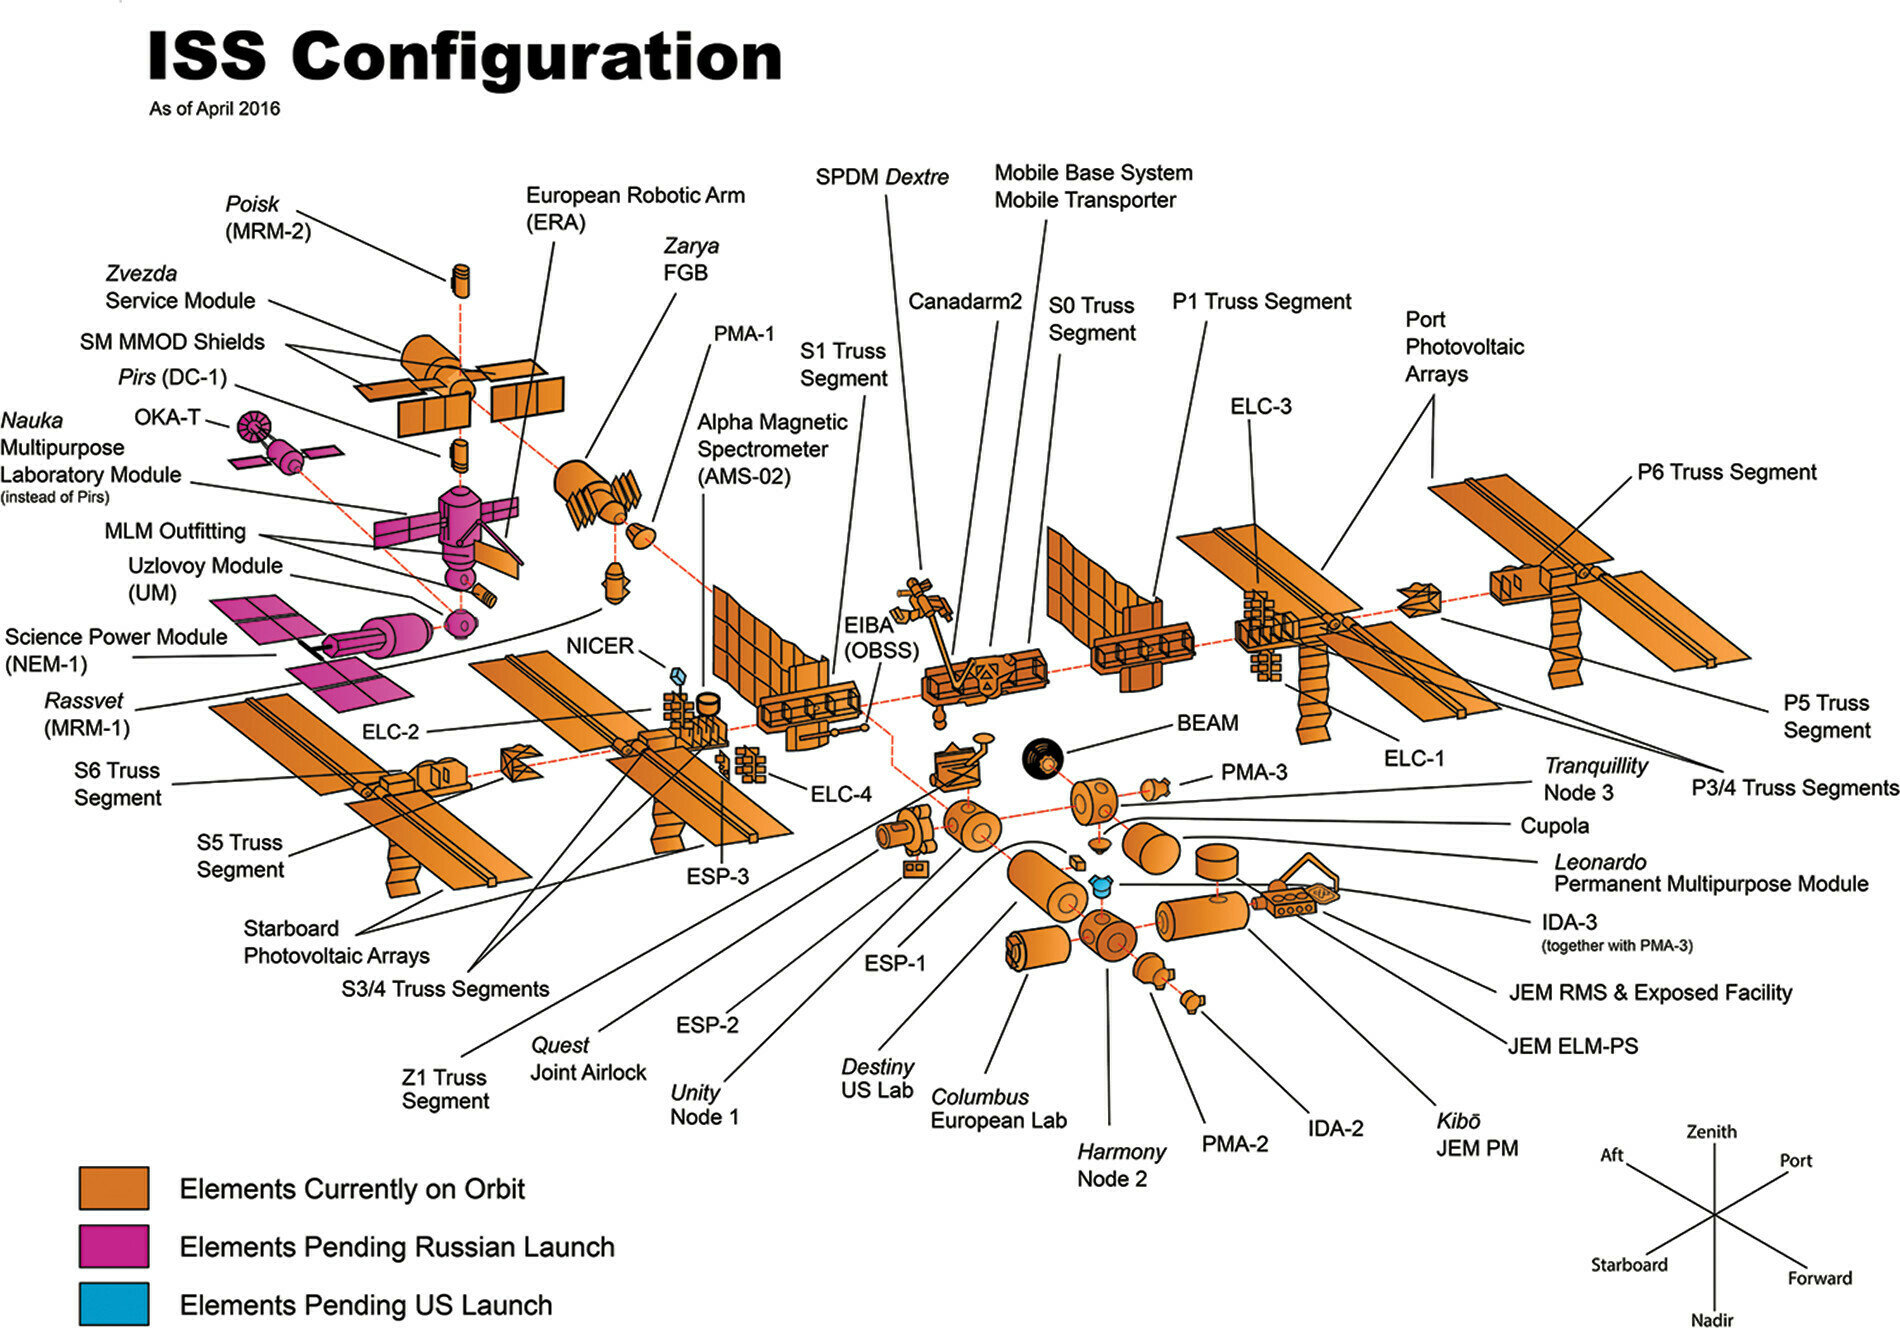 ISS Configuration
As of April 2016
SPDM Dextre
Mobile Base System
Mobile Transporter
Poisk
(MRM-2)
European Robotic Arm
(ERA)
Zarya
FGB
Zvezda
Service Module
SM MMOD Shields
Pirs (DC-1)
OKA-T
Nauka
Multipurpose
Laboratory Module
(instead of Pirs)
MLM Outfitting
Uzlovoy Module
(UM)
Science Power Module
(NEM-1)
Rassvet
(MRM-1)
PMA-1
S1 Truss
Segment
Alpha Magnetic
Spectrometer
(AMS-02)
Canadarm2
S0 Truss
Segment
P1 Truss Segment
Port
Photovoltaic
Arrays
ELC-3
P6 Truss Segment
NICER
EIBA
(OBSS)
ELC-2
S6 Truss
Segment
S5 Truss
Segment
ELC-4
ESP-3
Starboard
Photovoltaic Arrays
S3/4 Truss Segments
BEAM
PMA-3
ELC-1
P5 Truss
Segment
P3/4 Truss Segments
Tranquillity
Node 3
Cupola
Leonardo
Permanent Multipurpose Module
IDA-3
(together with PMA-3)
JEM RMS & Exposed Facility
JEM ELM-PS
Z1 Truss
Segment
Quest
Joint Airlock
ESP-2
ESP-1
Unity
Node 1
Destiny
US Lab
Columbus
European Lab
Harmony
Node 2
PMA-2
IDA-2
Kibō
JEM PM
Elements Currently on Orbit
Elements Pending Russian Launch
Elements Pending US Launch
Zenith
Aft
Port
Starboard
Forward
Nadir